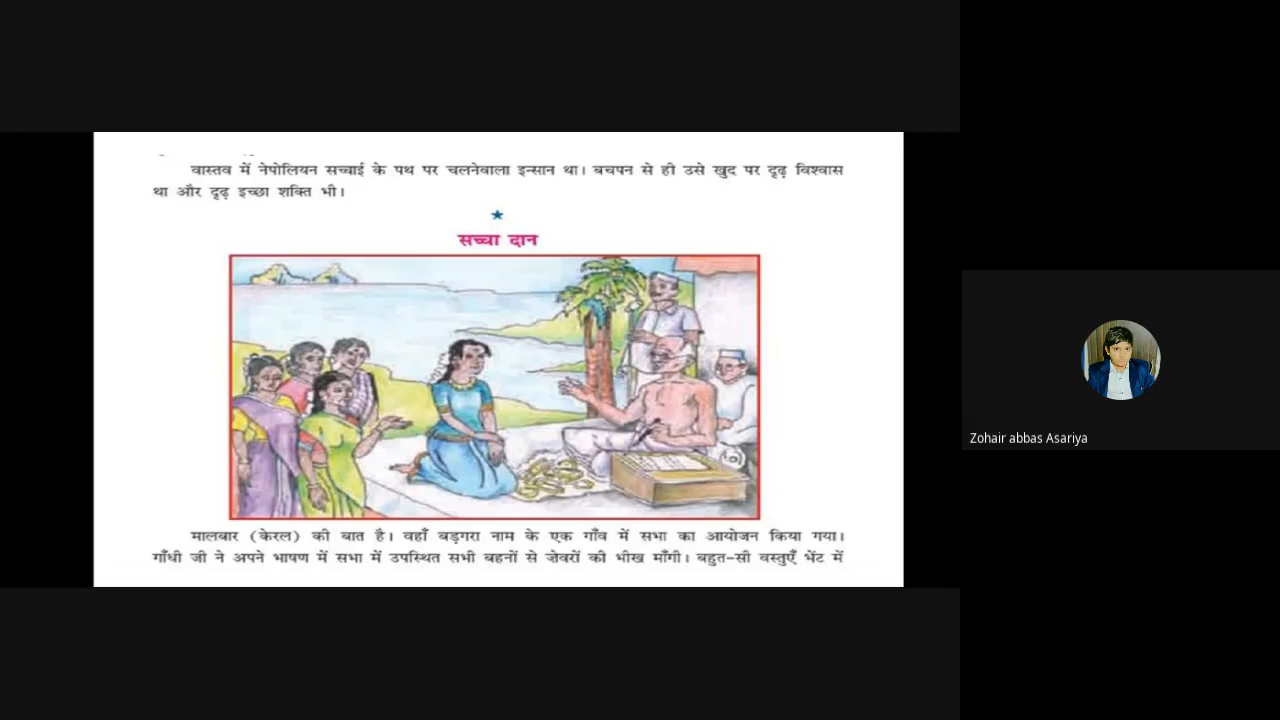 वास्तव में नेपोलियन सच्चाई के पथ पर चलनेवाला इन्सान था। बचपन से ही उसे खुद पर दृढ़ विश्वास
था और दृढ़ इच्छा शक्ति भी।
सच्चा दान
मालबार (केरल) की बात है। वहाँ बड़गरा नाम के एक गाँव में सभा का आयोजन किया गया।
गाँधी जी ने अपने भाषण में सभा में उपस्थित सभी बहनों से ज़ेवरों की भीख माँगी। बहुत-सी वस्तुएँ भेंट में
Zohair abbas Asariya